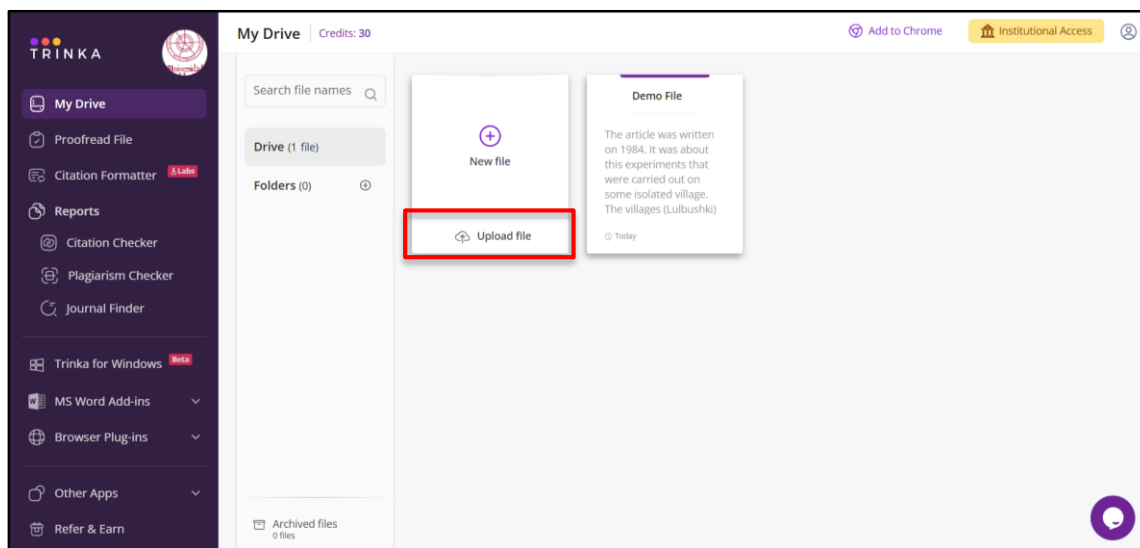 TRINKA
My Drive
Proofread File
Citation Formatter Labs
Reports
Citation Checker
Plagiarism Checker
Journal Finder
Trinka for Windows Beta
MS Word Add-ins
Browser Plug-ins
Other Apps
Refer & Earn
My Drive Credits: 30
Add to Chrome
Institutional Access
Search file names
Drive (1 file)
Folders (0)
Archived files
0 files
New file
Upload file
Demo File
The article was written
on 1984. It was about
this experiments that
were carried out on
some isolated village.
The villages (Lulbushki)
Today